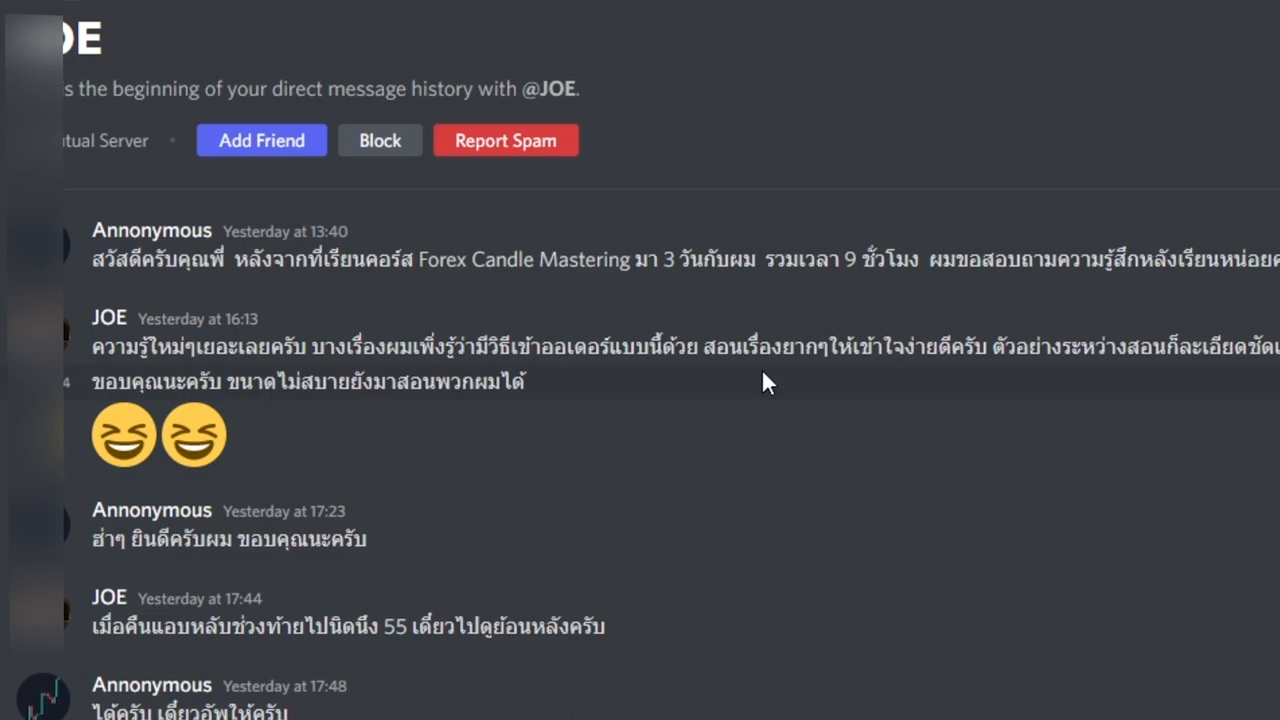 OE
s the beginning of your direct message history with @JOE.
tual Server • Add Friend Block Report Spam
Annonymous Yesterday at 13:40
สวัสดีครับคุณพี่ หลังจากที่เรียนคอร์ส Forex Candle Mastering มา 3 วันกับผม รวมเวลา 9 ชั่วโมง ผมขอสอบถามความรู้สึกหลังเรียนหน่อยค
JOE Yesterday at 16:13
ความรู้ใหม่ๆเยอะเลยครับ บางเรื่องผมเพิ่งรู้ว่ามีวิธีเข้าออเดอร์แบบนี้ด้วย สอนเรื่องยากๆให้เข้าใจง่ายดีครับ ตัวอย่างระหว่างสอนก็ละเอียดชัดเ
4 ขอบคุณนะครับ ขนาดไม่สบายยังมาสอนพวกผมได้
Annonymous Yesterday at 17:23
ฮ่าๆ ยินดีครับผม ขอบคุณนะครับ
JOE Yesterday at 17:44
เมื่อคืนแอบหลับช่วงท้ายไปนิดนึง 55 เดี๋ยวไปดูย้อนหลังครับ
Annonymous Yesterday at 17:48
ได้ครับ เดี๋ยวอัพให้ครับ